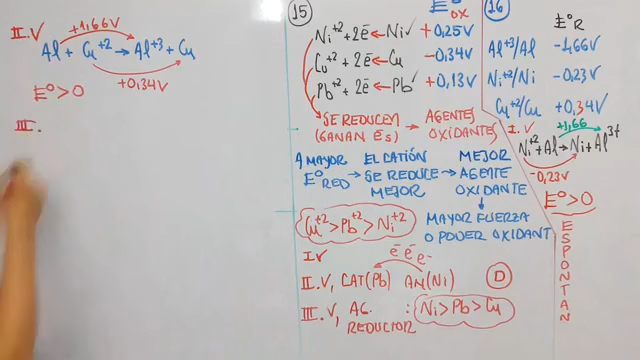 II.V
+1,66V
Al + Cu+2 → Al+3 + Cu
+0,34V
E° > 0
III.
15
E°OX
Ni+2 + 2ē ← Ni ✓ +0,25V
Cu+2 + 2ē ← Cu -0,34V
Pb+2 + 2ē ← Pb ✓ +0,13V
SE REDUCEN → AGENTES
(GANAN ēs) OXIDANTES
A MAYOR EL CATIÓN MEJOR
E°RED → SE REDUCE → AGENTE
MEJOR OXIDANTE
Cu+2 > Pb+2 > Ni+2 → MAYOR FUERZA
O PODER OXIDANT
IV
ē ē e-
II.V, CAT(Pb) AN(Ni) D
III.V, AG. : Ni > Pb > Cu
REDUCTOR
16
E°R
Al+3/Al -1,66V
Ni+2/Ni -0,23V
Cu+2/Cu +0,34V
I.V +1,66
Ni+2 + Al → Ni + Al3+
-0,23V
E° > 0
ESPONTAN